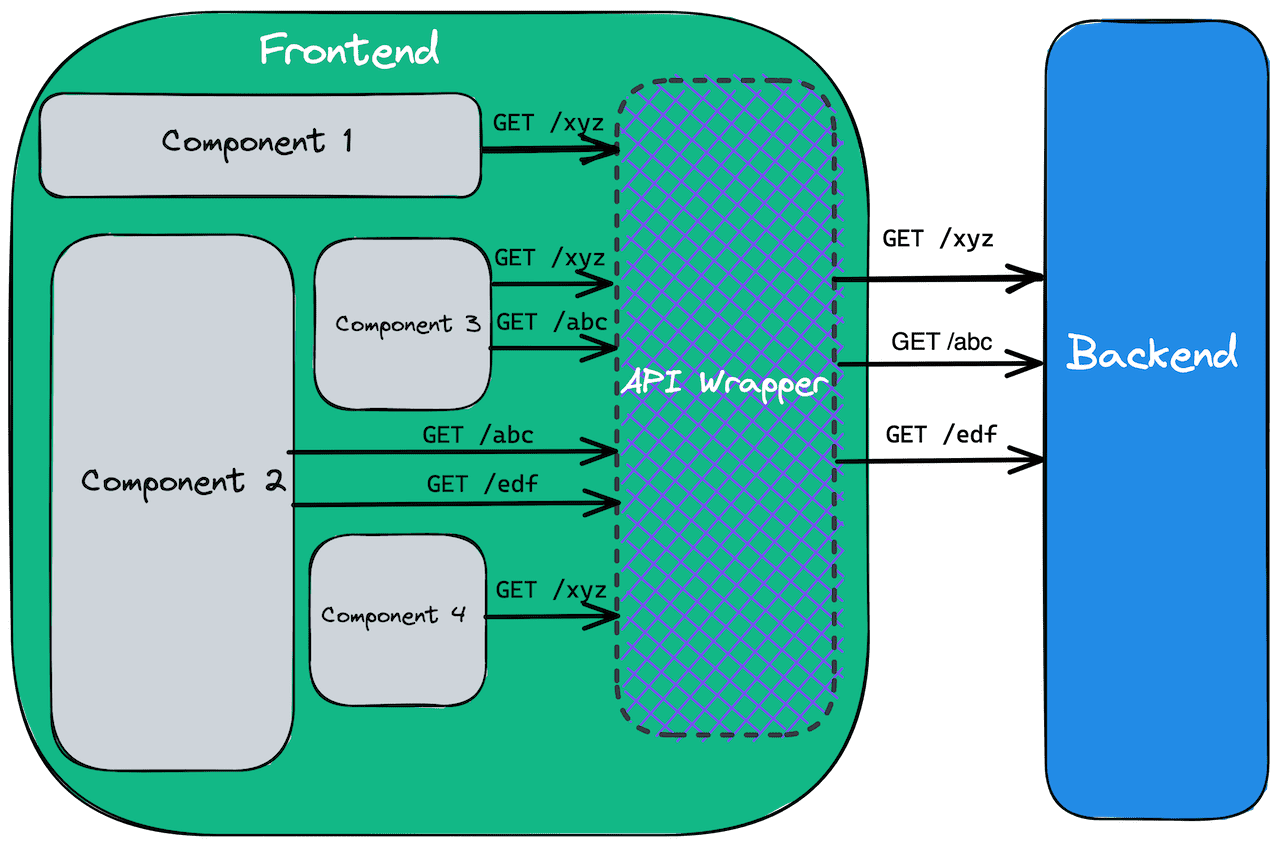 Frontend
Component 1
GET /xyz
GET /xyz
Component 3
GET /abc
API Wrapper
GET /abc
Component 2
GET /edf
Component 4
GET /xyz
GET /xyz
GET /abc
GET /edf
Backend